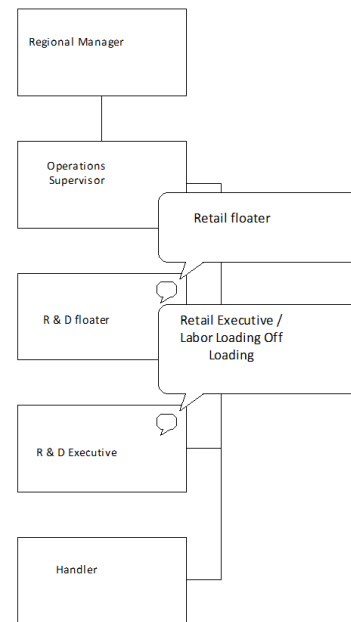 Regional Manager
Operations
Supervisor
Retail floater
R & D floater
Retail Executive /
Labor Loading Off
Loading
R & D Executive
Handler